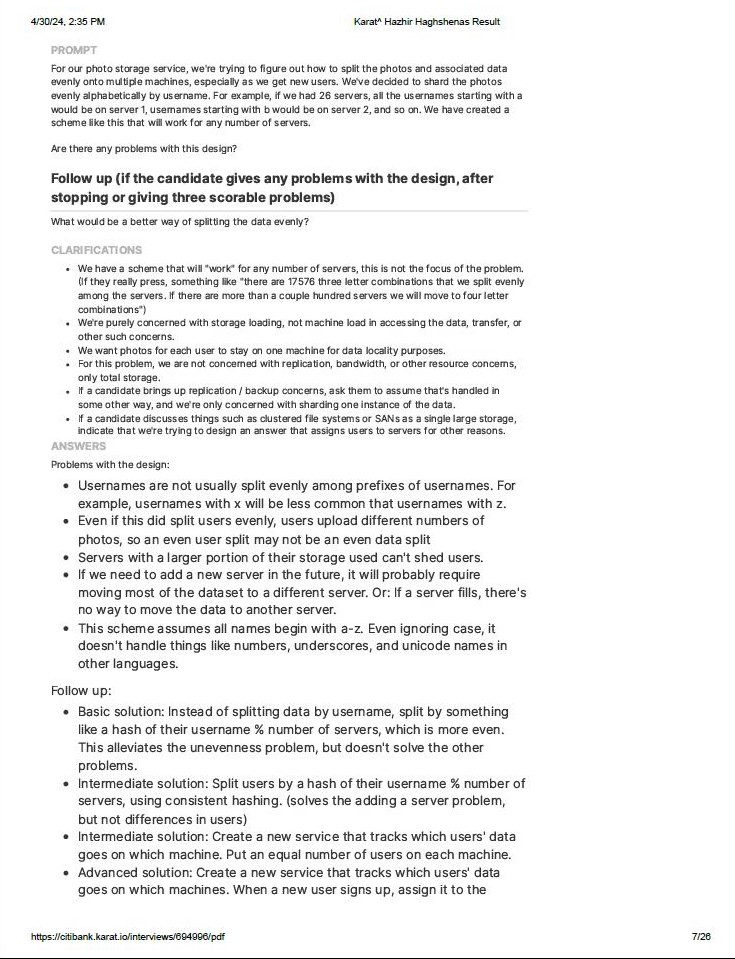 4/30/24, 2:35 PM
Karat^ Hazhir Haghshenas Result
PROMPT
For our photo storage service, we're trying to figure out how to split the photos and associated data
evenly onto multiple machines, especially as we get new users. We've decided to shard the photos
evenly alphabetically by username. For example, if we had 26 servers, all the usernames starting with a
would be on server 1, usernames starting with b would be on server 2, and so on. We have created a
scheme like this that will work for any number of servers.
Are there any problems with this design?
Follow up (if the candidate gives any problems with the design, after
stopping or giving three scorable problems)
What would be a better way of splitting the data evenly?
CLARIFICATIONS
• We have a scheme that will "work" for any number of servers, this is not the focus of the problem.
(If they really press, something like "there are 17576 three letter combinations that we split evenly
among the servers. If there are more than a couple hundred servers we will move to four letter
combinations")
• We're purely concerned with storage loading, not machine load in accessing the data, transfer, or
other such concerns.
• We want photos for each user to stay on one machine for data locality purposes.
• For this problem, we are not concerned with replication, bandwidth, or other resource concerns,
only total storage.
• If a candidate brings up replication / backup concerns, ask them to assume that's handled in
some other way, and we're only concerned with sharding one instance of the data.
• If a candidate discusses things such as clustered file systems or SANs as a single large storage,
indicate that we're trying to design an answer that assigns users to servers for other reasons.
ANSWERS
Problems with the design:
• Usernames are not usually split evenly among prefixes of usernames. For
example, usernames with x will be less common that usernames with z.
• Even if this did split users evenly, users upload different numbers of
photos, so an even user split may not be an even data split
• Servers with a larger portion of their storage used can't shed users.
• If we need to add a new server in the future, it will probably require
moving most of the dataset to a different server. Or: If a server fills, there's
no way to move the data to another server.
• This scheme assumes all names begin with a-z. Even ignoring case, it
doesn't handle things like numbers, underscores, and unicode names in
other languages.
Follow up:
• Basic solution: Instead of splitting data by username, split by something
like a hash of their username % number of servers, which is more even.
This alleviates the unevenness problem, but doesn't solve the other
problems.
• Intermediate solution: Split users by a hash of their username % number of
servers, using consistent hashing. (solves the adding a server problem,
but not differences in users)
• Intermediate solution: Create a new service that tracks which users' data
goes on which machine. Put an equal number of users on each machine.
• Advanced solution: Create a new service that tracks which users' data
goes on which machines. When a new user signs up, assign it to the
https://citibank.karat.io/interviews/694996/pdf
7/26